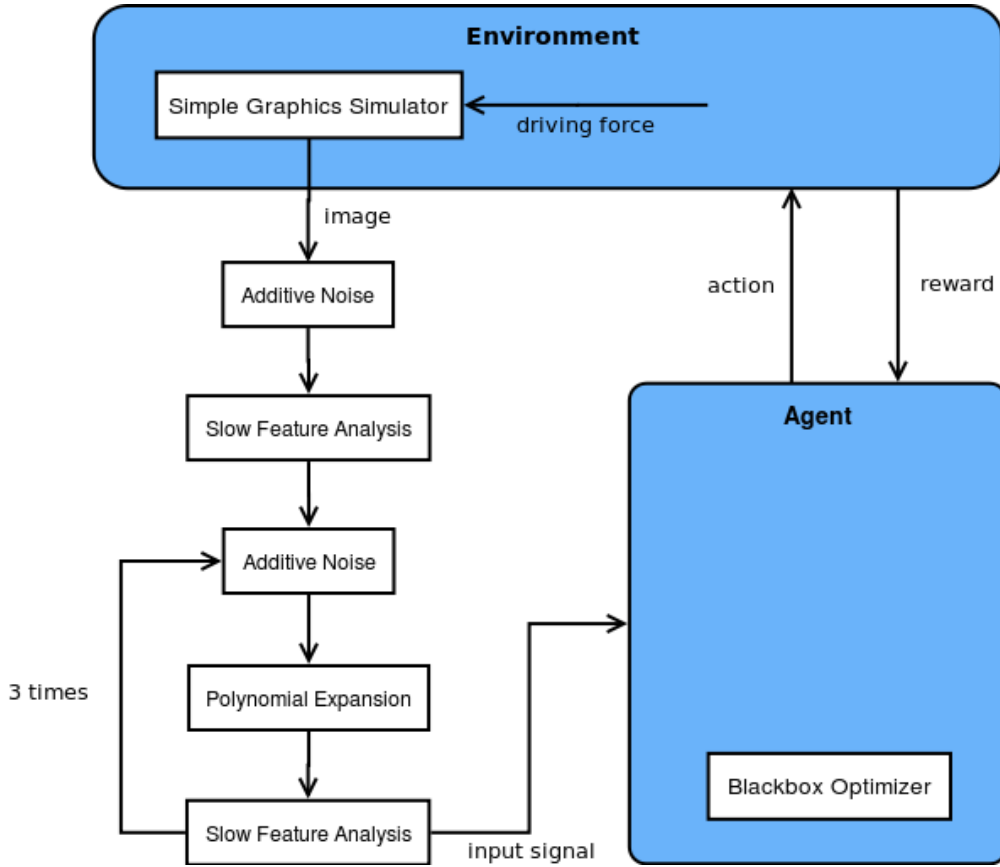 Environment
Simple Graphics Simulator
driving force
image
Additive Noise
action
reward
Slow Feature Analysis
Agent
Additive Noise
3 times
Polynomial Expansion
Blackbox Optimizer
Slow Feature Analysis
input signal